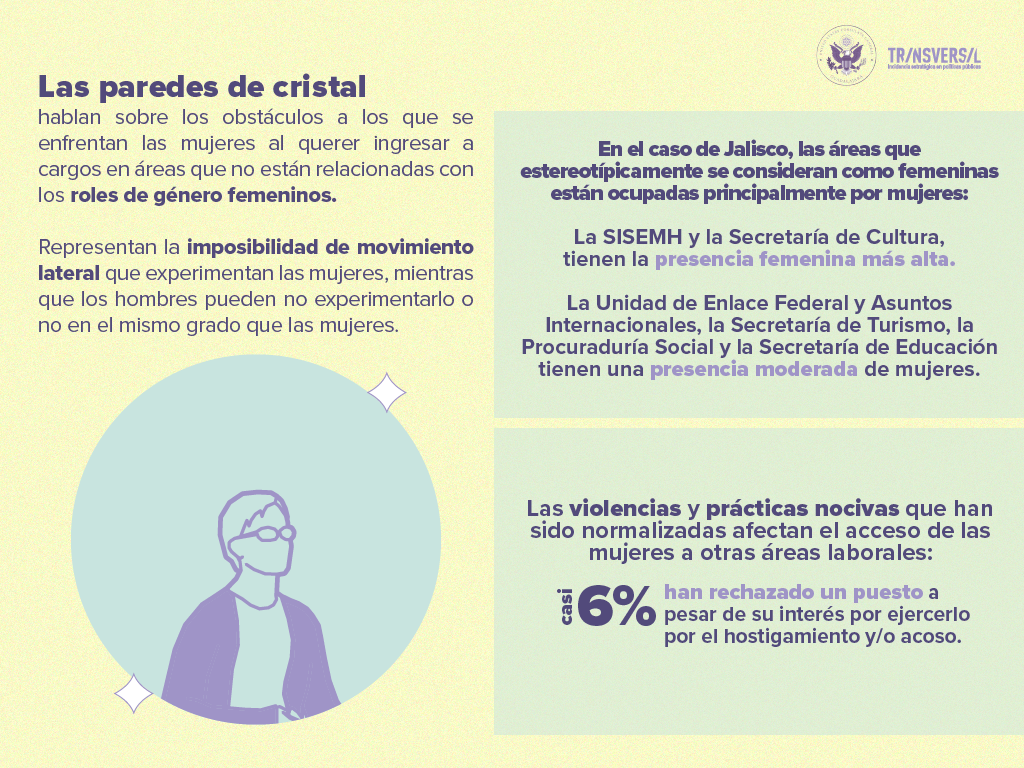 TR/NSVERS/L
Incidencia estratégica en políticas públicas
Las paredes de cristal
hablan sobre los obstáculos a los que se
enfrentan las mujeres al querer ingresar a
cargos en áreas que no están relacionadas con
los roles de género femeninos.
Representan la imposibilidad de movimiento
lateral que experimentan las mujeres, mientras
que los hombres pueden no experimentarlo o
no en el mismo grado que las mujeres.
En el caso de Jalisco, las áreas que
estereotípicamente se consideran como femeninas
están ocupadas principalmente por mujeres:
La SISEMH y la Secretaría de Cultura,
tienen la presencia femenina más alta.
La Unidad de Enlace Federal y Asuntos
Internacionales, la Secretaría de Turismo, la
Procuraduría Social y la Secretaría de Educación
tienen una presencia moderada de mujeres.
Las violencias y prácticas nocivas que han
sido normalizadas afectan el acceso de las
mujeres a otras áreas laborales:
casi 6%
han rechazado un puesto a
pesar de su interés por ejercerlo
por el hostigamiento y/o acoso.